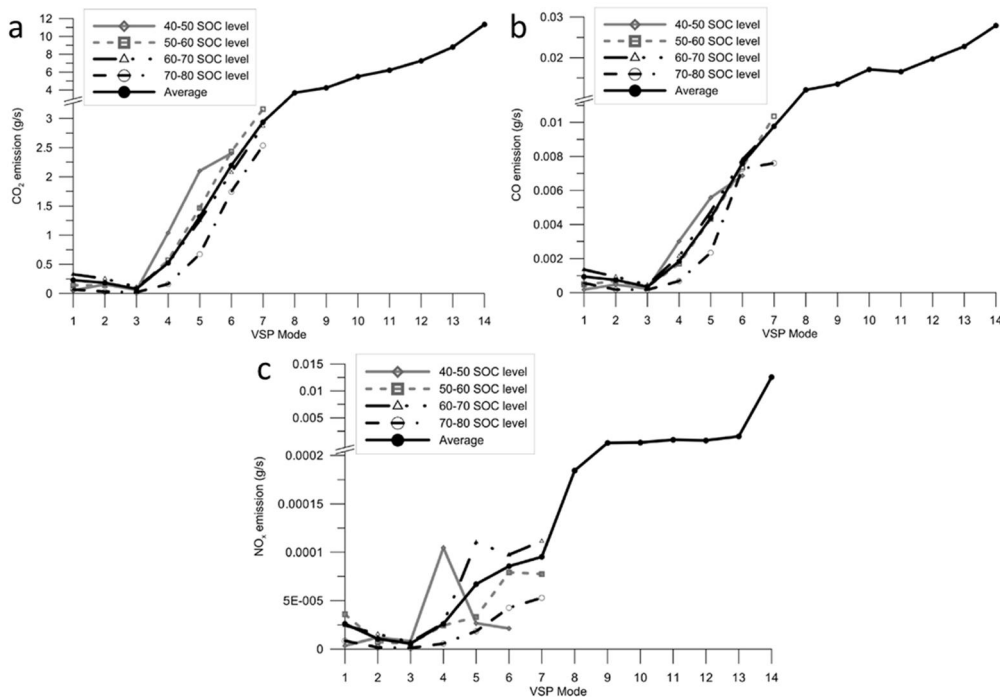 a
12
10
8
6
4
3
2.5
2
1.5
1
0.5
0
CO₂ emission (g/s)
40-50 SOC level
50-60 SOC level
60-70 SOC level
70-80 SOC level
Average
1 2 3 4 5 6 7 8 9 10 11 12 13 14
VSP Mode
b
0.03
0.02
0.010
0.008
0.006
0.004
0.002
0
CO emission (g/s)
40-50 SOC level
50-60 SOC level
60-70 SOC level
70-80 SOC level
Average
1 2 3 4 5 6 7 8 9 10 11 12 13 14
VSP Mode
c
0.015
0.01
0.005
0.0002
0.00015
0.0001
5E-005
0
NOₓ emission (g/s)
40-50 SOC level
50-60 SOC level
60-70 SOC level
70-80 SOC level
Average
1 2 3 4 5 6 7 8 9 10 11 12 13 14
VSP Mode